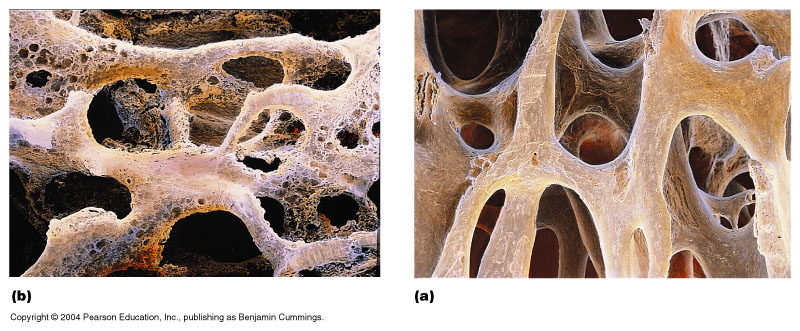 (b)
(a)
Copyright © 2004 Pearson Education, Inc., publishing as Benjamin Cummings.